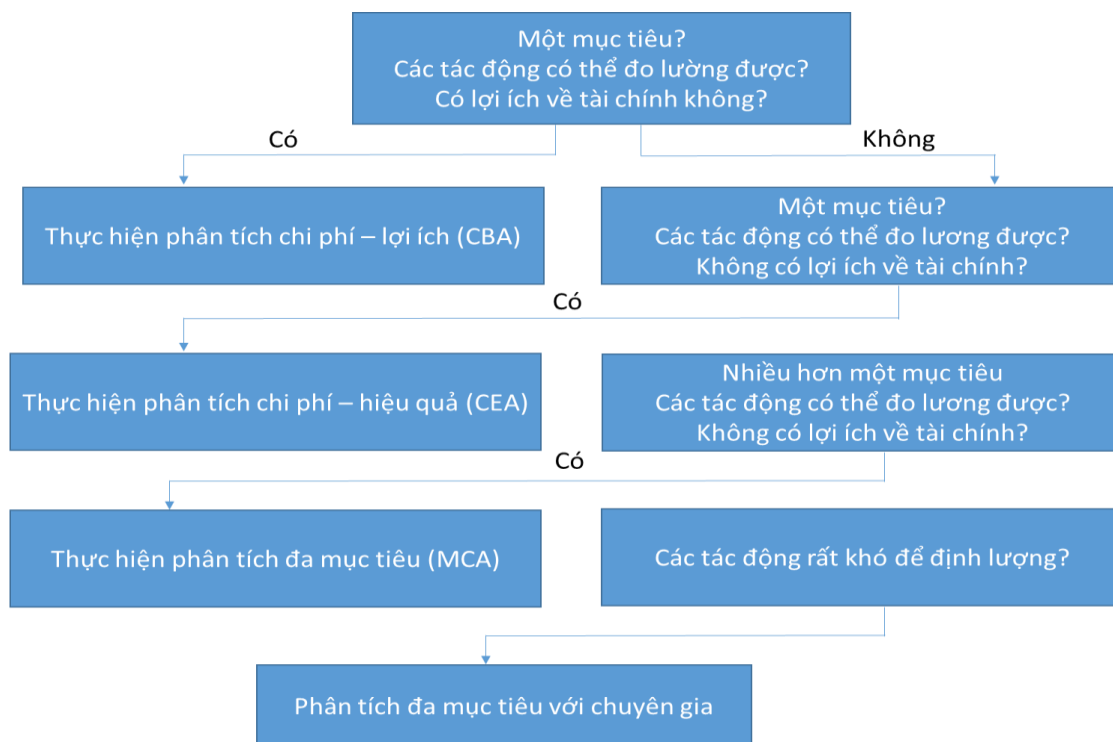 Một mục tiêu?
Các tác động có thể đo lường được?
Có lợi ích về tài chính không?
Có
Không
Thực hiện phân tích chi phí – lợi ích (CBA)
Một mục tiêu?
Các tác động có thể đo lương được?
Không có lợi ích về tài chính?
Có
Thực hiện phân tích chi phí – hiệu quả (CEA)
Nhiều hơn một mục tiêu
Các tác động có thể đo lương được?
Không có lợi ích về tài chính?
Có
Thực hiện phân tích đa mục tiêu (MCA)
Các tác động rất khó để định lượng?
Phân tích đa mục tiêu với chuyên gia